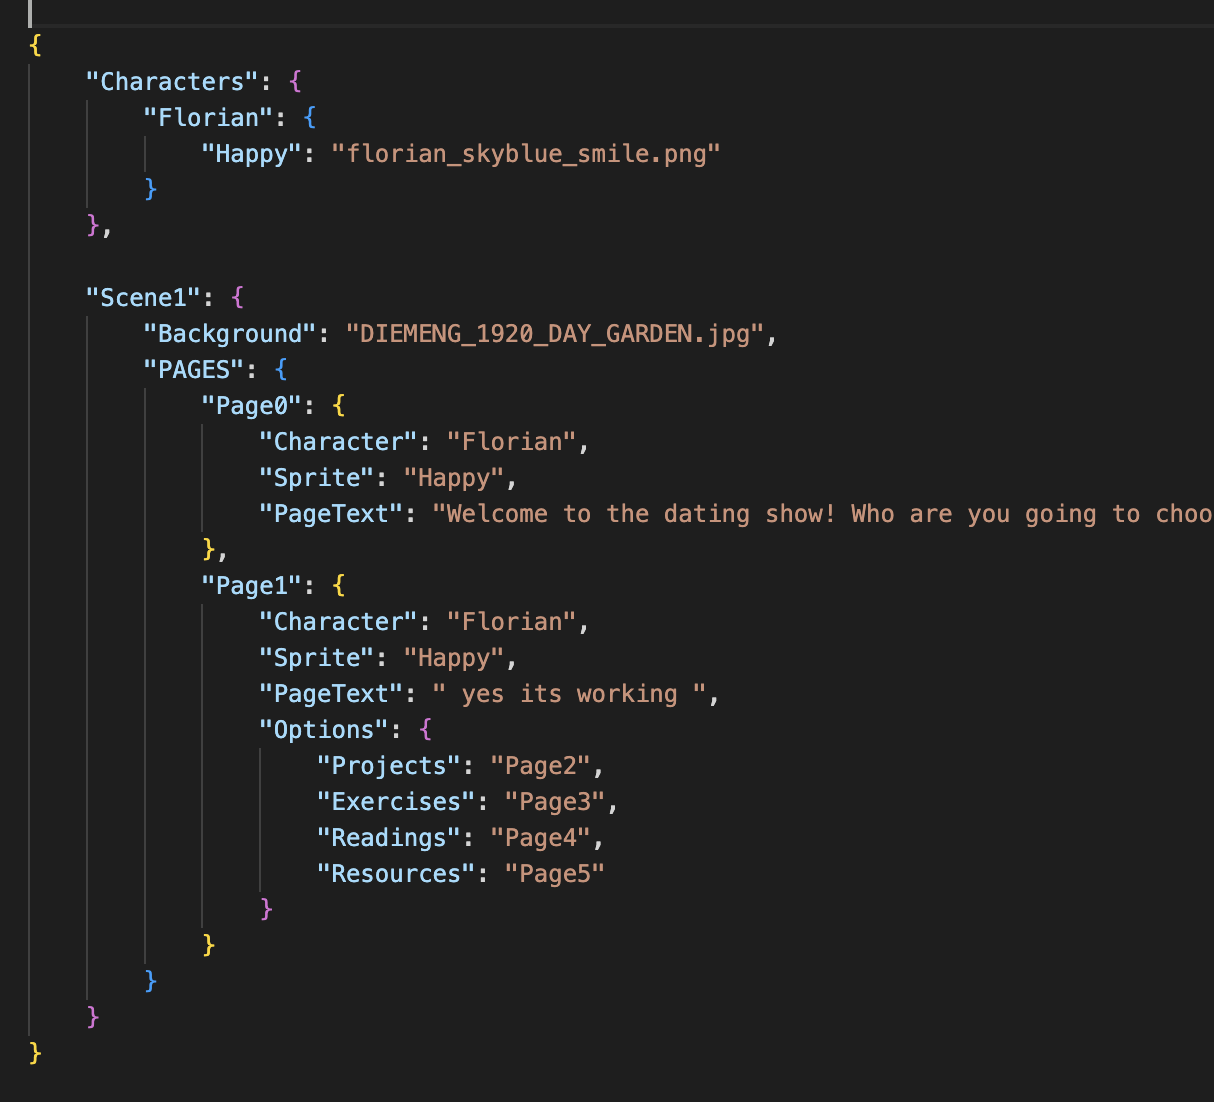 {
    "Characters": {
        "Florian": {
            "Happy": "florian_skyblue_smile.png"
        }
    },
    "Scene1": {
        "Background": "DIEMENG_1920_DAY_GARDEN.jpg",
        "PAGES": {
            "Page0": {
                "Character": "Florian",
                "Sprite": "Happy",
                "PageText": "Welcome to the dating show! Who are you going to choo
            },
            "Page1": {
                "Character": "Florian",
                "Sprite": "Happy",
                "PageText": " yes its working ",
                "Options": {
                    "Projects": "Page2",
                    "Exercises": "Page3",
                    "Readings": "Page4",
                    "Resources": "Page5"
                }
            }
        }
    }
}